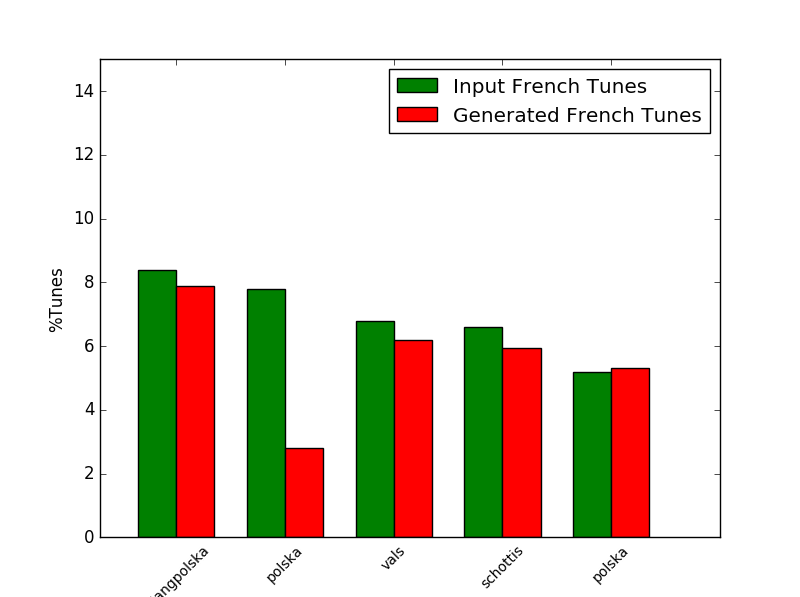 Input French Tunes
Generated French Tunes
14
12
10
8
6
4
2
0
%Tunes
polska
vals
schottis
polska